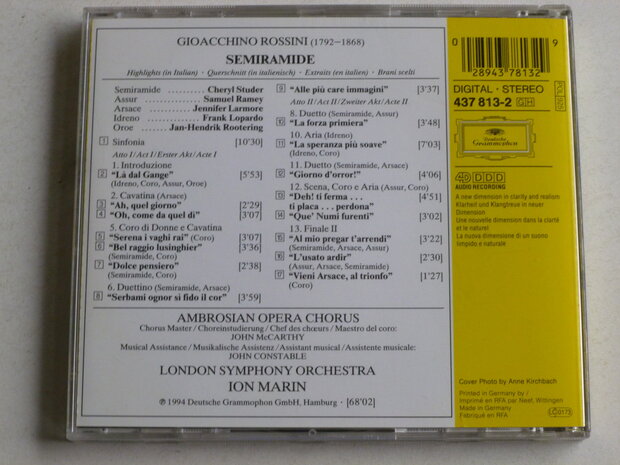 GIOACCHINO ROSSINI (1792–1868)
SEMIRAMIDE
Highlights (in Italian) · Querschnitt (in italienisch) · Extraits (en italien) · Brani scelti
Semiramide ........ Cheryl Studer
Assur ............. Samuel Ramey
Arsace ........ Jennifer Larmore
Idreno .......... Frank Lopardo
Oroe ....... Jan-Hendrik Rootering
1 Sinfonia [10'30]
Atto I / Act I / Erster Akt / Acte I
1. Introduzione
2 “Là dal Gange” [5'53]
(Idreno, Coro, Assur, Oroe)
2. Cavatina (Arsace)
3 “Ah, quel giorno” [2'29]
4 “Oh, come da quel dì” [3'07]
5. Coro di Donne e Cavatina
5 “Serena i vaghi rai” (Coro) [3'07]
6 “Bel raggio lusinghier” [3'36]
(Semiramide, Coro)
7 “Dolce pensiero” [2'38]
(Semiramide, Coro)
6. Duettino (Semiramide, Arsace)
8 “Serbami ognor sì fido il cor” [3'59]
9 “Alle più care immagini” [3'37]
Atto II / Act II / Zweiter Akt / Acte II
8. Duetto (Semiramide, Assur)
10 “La forza primiera” [3'48]
10. Aria (Idreno)
11 “La speranza più soave” [7'03]
(Idreno, Coro)
11. Duetto (Semiramide, Arsace)
12 “Giorno d'orror!” [4'06]
12. Scena, Coro e Aria (Assur, Coro)
13 “Deh! ti ferma . . . [4'51]
ti placa . . . perdona”
14 “Que' Numi furenti” [3'02]
13. Finale II
15 “Al mio pregar t'arrendi” [3'22]
(Semiramide, Arsace, Assur)
16 “L'usato ardir” [2'30]
(Assur, Arsace, Semiramide)
17 “Vieni Arsace, al trionfo” [1'27]
(Coro)
AMBROSIAN OPERA CHORUS
Chorus Master / Choreinstudierung / Chef des chœurs / Maestro del coro:
JOHN McCARTHY
Musical Assistance / Musikalische Assistenz / Assistant musical / Assistente musicale:
JOHN CONSTABLE
LONDON SYMPHONY ORCHESTRA
ION MARIN
℗ 1994 Deutsche Grammophon GmbH, Hamburg · [68'02]
0 28943 78132 9
DIGITAL · STEREO
437 813-2 GH
Deutsche
Grammophon
4D DDD
AUDIO RECORDING
A new dimension in clarity and realism
Klarheit und Klangtreue in neuer
Dimension
Une nouvelle dimension dans la clarté
et le naturel
La nuova dimensione di un suono
limpido e naturale
Cover Photo by Anne Kirchbach
Printed in Germany by /
Imprimé en RFA par Neef, Wittingen
Made in Germany
Fabriqué en RFA
LC 0173